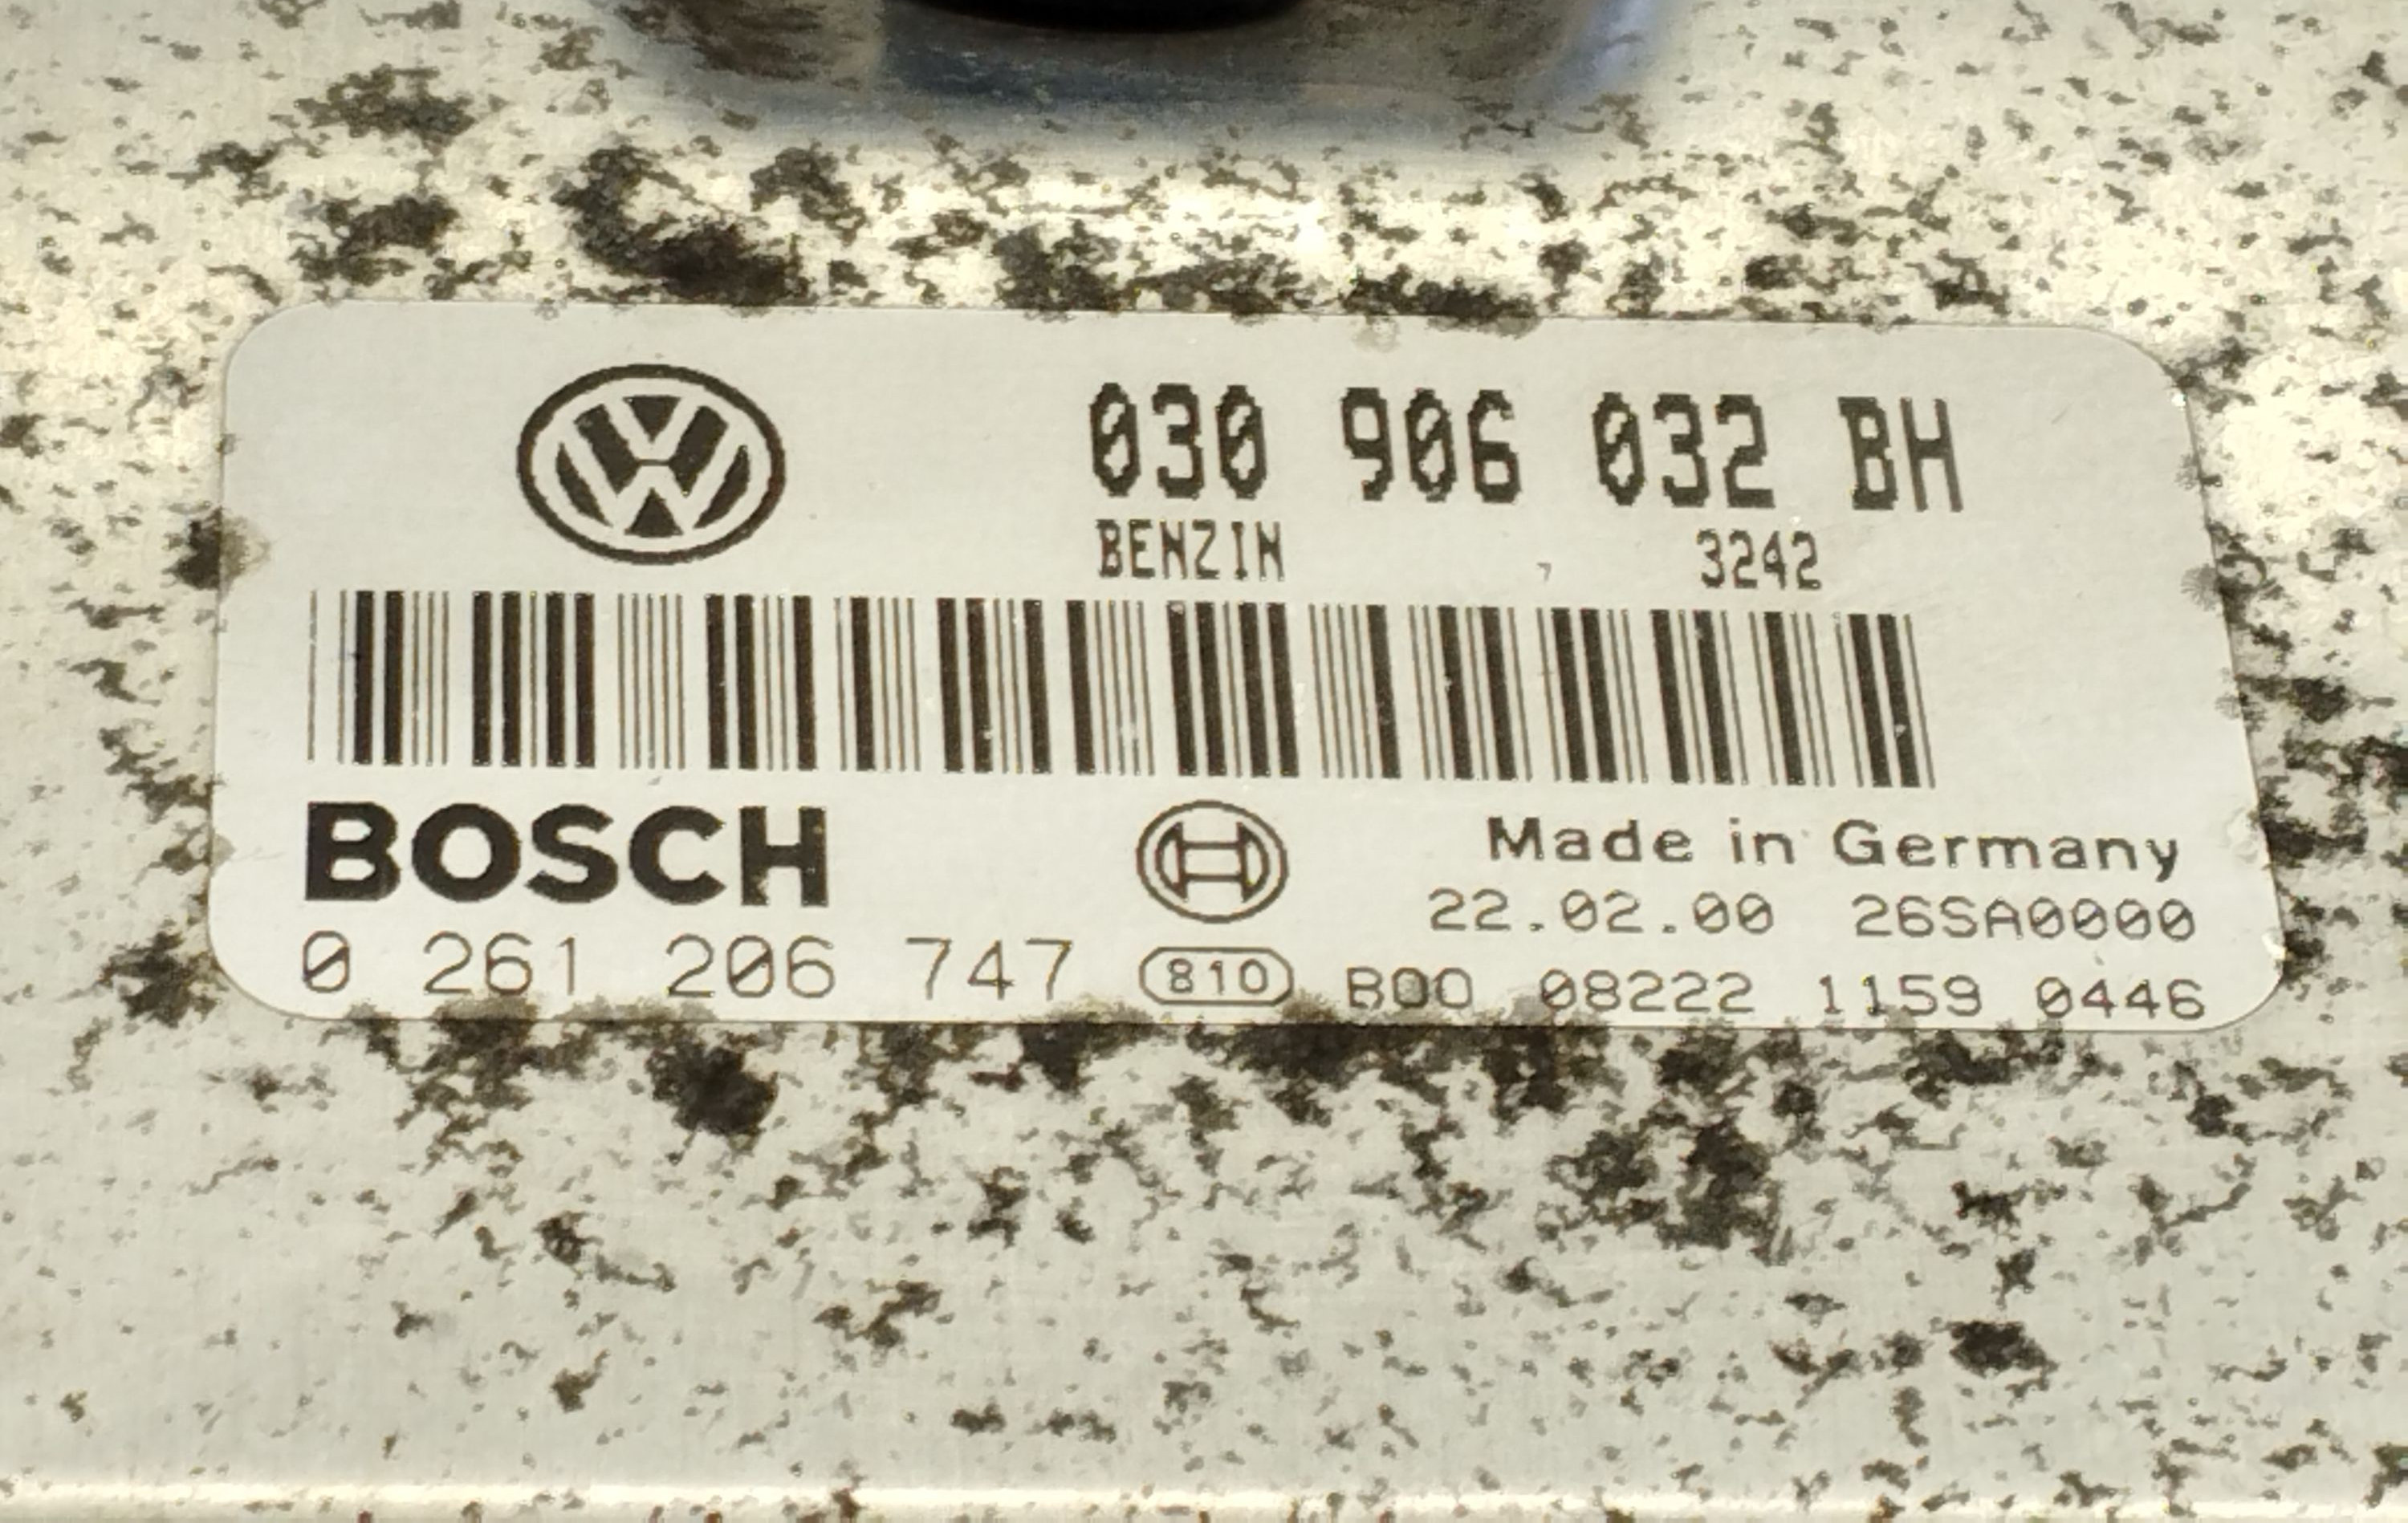 030 906 032 BH
BENZIN 3242
BOSCH
Made in Germany
22.02.00 26SA0000
0 261 206 747
810
B00 08222 1159 0446